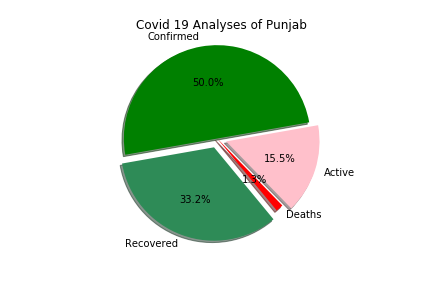 Covid 19 Analyses of Punjab
Confirmed
50.0%
15.5%
Active
1.3%
Deaths
33.2%
Recovered